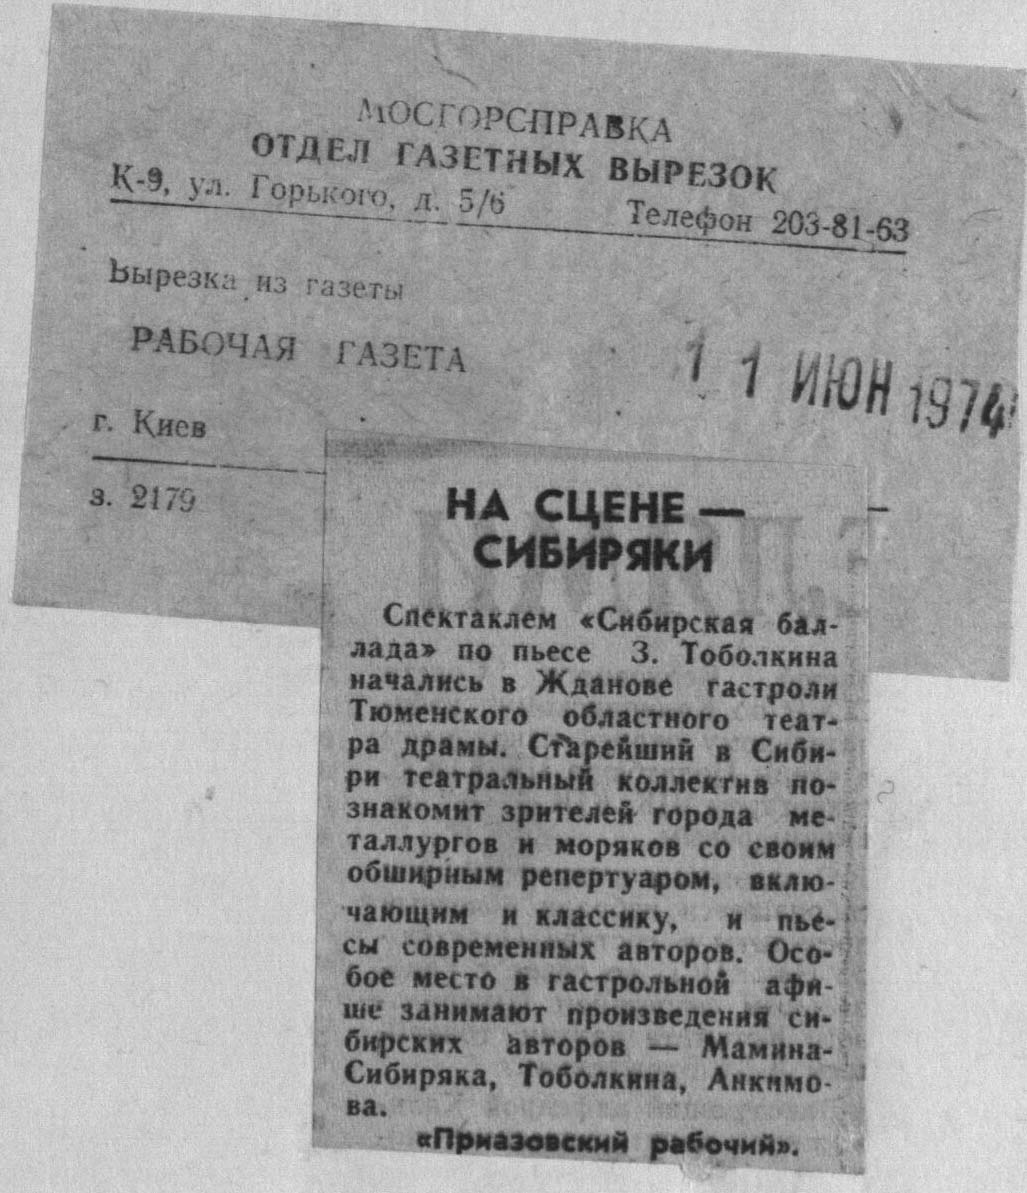 МОСГОРСПРАВКА
ОТДЕЛ ГАЗЕТНЫХ ВЫРЕЗОК
К-9, ул. Горького, д. 5/6 Телефон 203-81-63
Вырезка из газеты
РАБОЧАЯ ГАЗЕТА
11 ИЮН 1974
г. Киев
з. 2179
НА СЦЕНЕ —
СИБИРЯКИ
Спектаклем «Сибирская бал-
лада» по пьесе З. Тоболкина
начались в Жданове гастроли
Тюменского областного теат-
ра драмы. Старейший в Сиби-
ри театральный коллектив по-
знакомит зрителей города ме-
таллургов и моряков со своим
обширным репертуаром, вклю-
чающим и классику, и пье-
сы современных авторов. Осо-
бое место в гастрольной афи-
ше занимают произведения си-
бирских авторов — Мамина-
Сибиряка, Тоболкина, Анкимо-
ва.
«Приазовский рабочий».